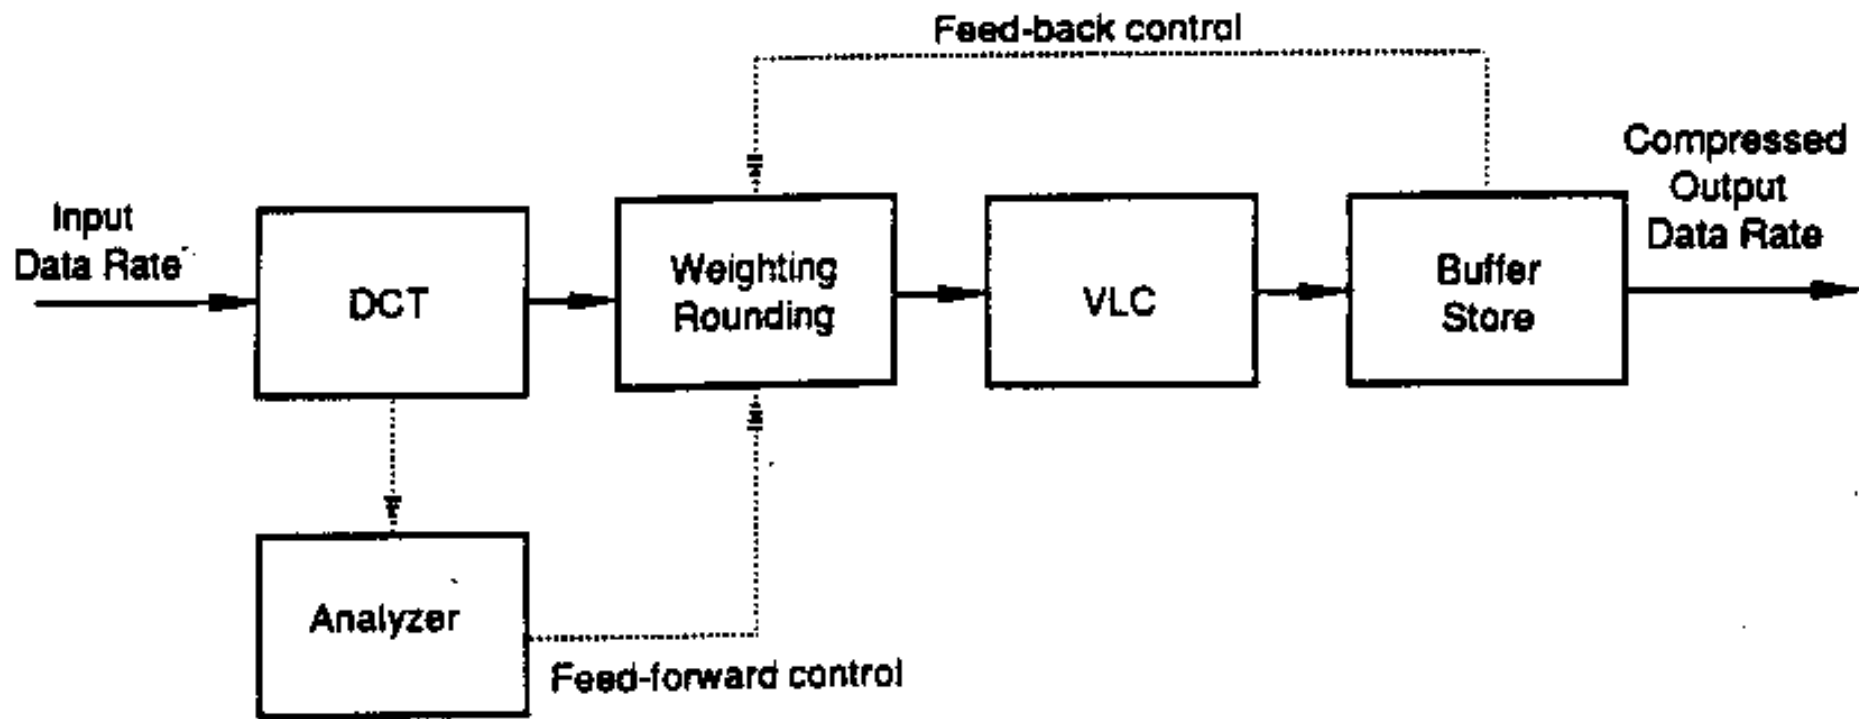 Feed-back control
Compressed
Output
Data Rate
Input
Data Rate
DCT
Weighting
Rounding
VLC
Buffer
Store
Analyzer
Feed-forward control